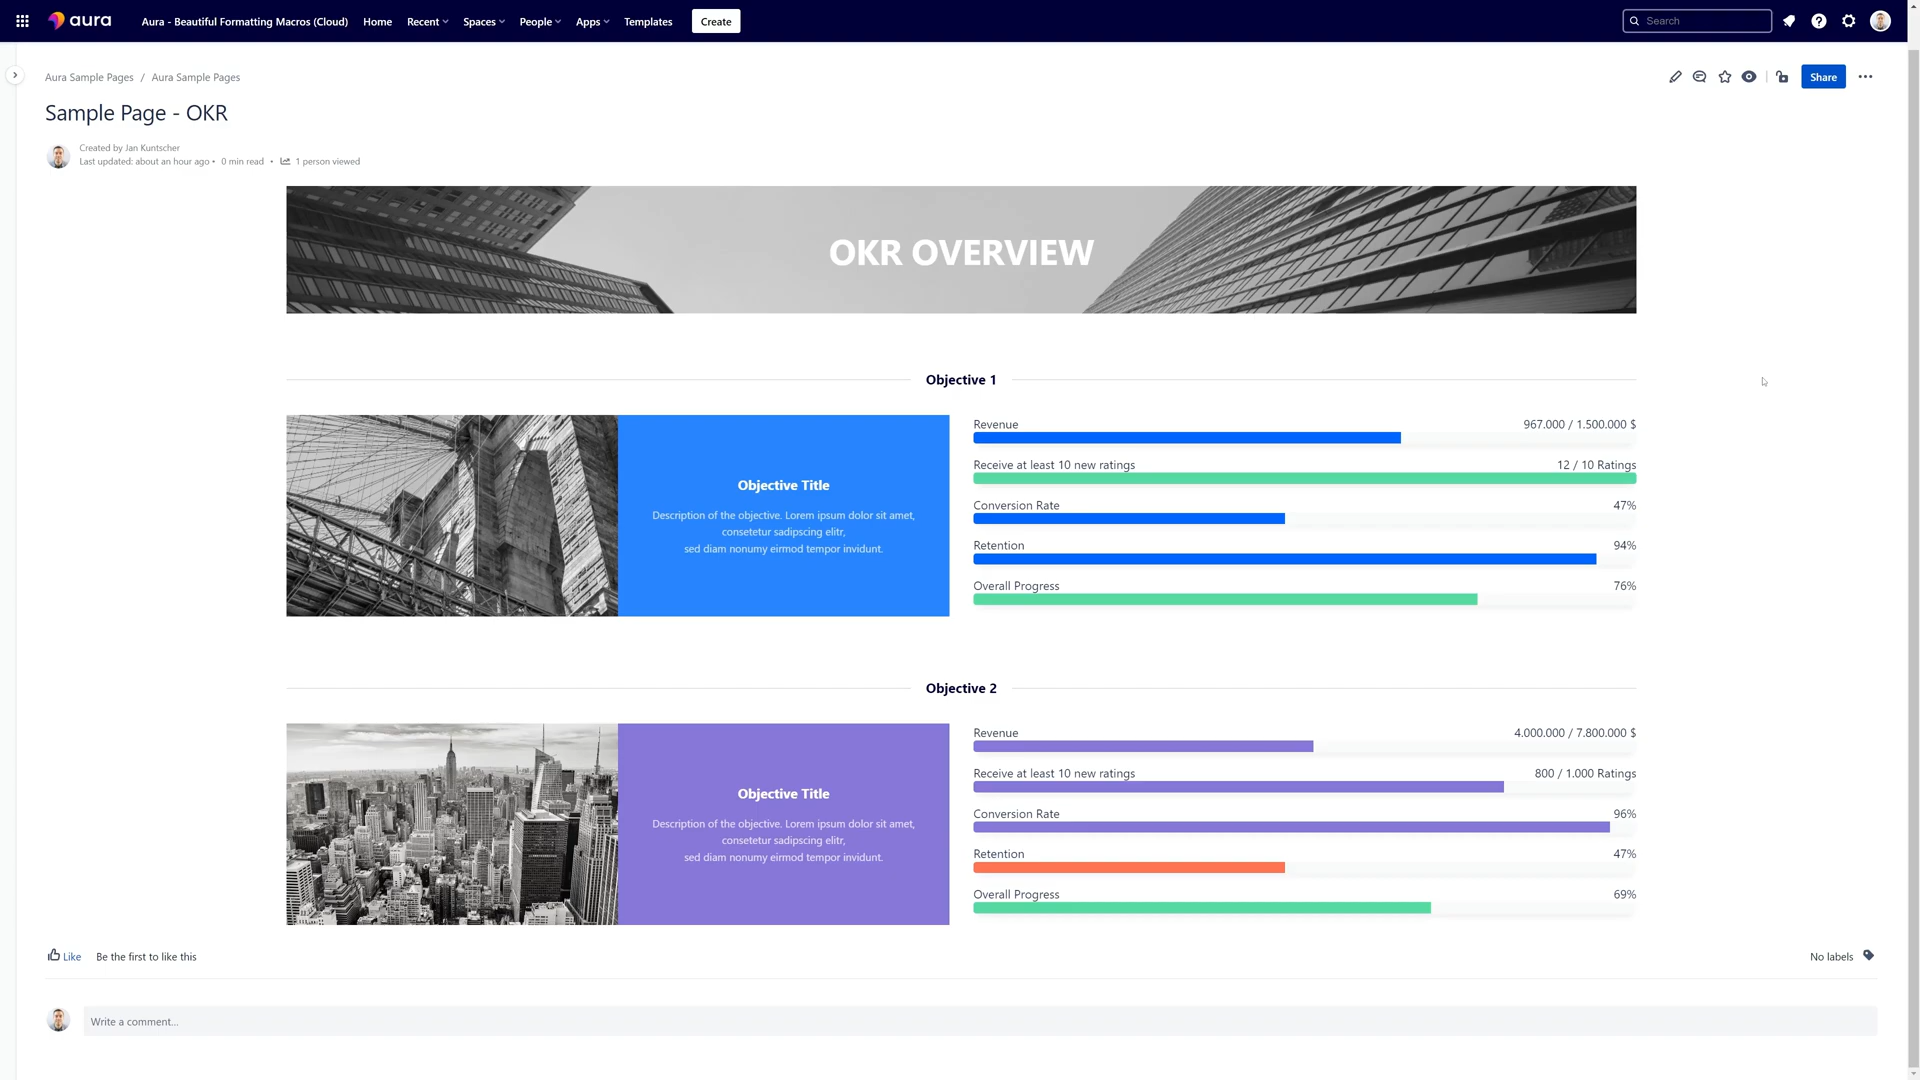 aura
Aura - Beautiful Formatting Macros (Cloud) Home Recent Spaces People Apps Templates Create Search
Aura Sample Pages / Aura Sample Pages
Share
Sample Page - OKR
Created by Jan Kuntscher
Last updated: about an hour ago • 0 min read • 1 person viewed
OKR OVERVIEW
Objective 1
Objective Title
Description of the objective. Lorem ipsum dolor sit amet,
consetetur sadipscing elitr,
sed diam nonumy eirmod tempor invidunt.
Revenue 967.000 / 1.500.000 $
Receive at least 10 new ratings 12 / 10 Ratings
Conversion Rate 47%
Retention 94%
Overall Progress 76%
Objective 2
Objective Title
Description of the objective. Lorem ipsum dolor sit amet,
consetetur sadipscing elitr,
sed diam nonumy eirmod tempor invidunt.
Revenue 4.000.000 / 7.800.000 $
Receive at least 10 new ratings 800 / 1.000 Ratings
Conversion Rate 96%
Retention 47%
Overall Progress 69%
Like Be the first to like this
No labels
Write a comment...